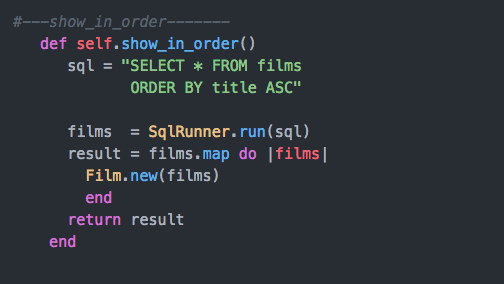 #---show_in_order-------
def self.show_in_order()
sql = "SELECT * FROM films
ORDER BY title ASC"
films = SqlRunner.run(sql)
result = films.map do |films|
Film.new(films)
end
return result
end